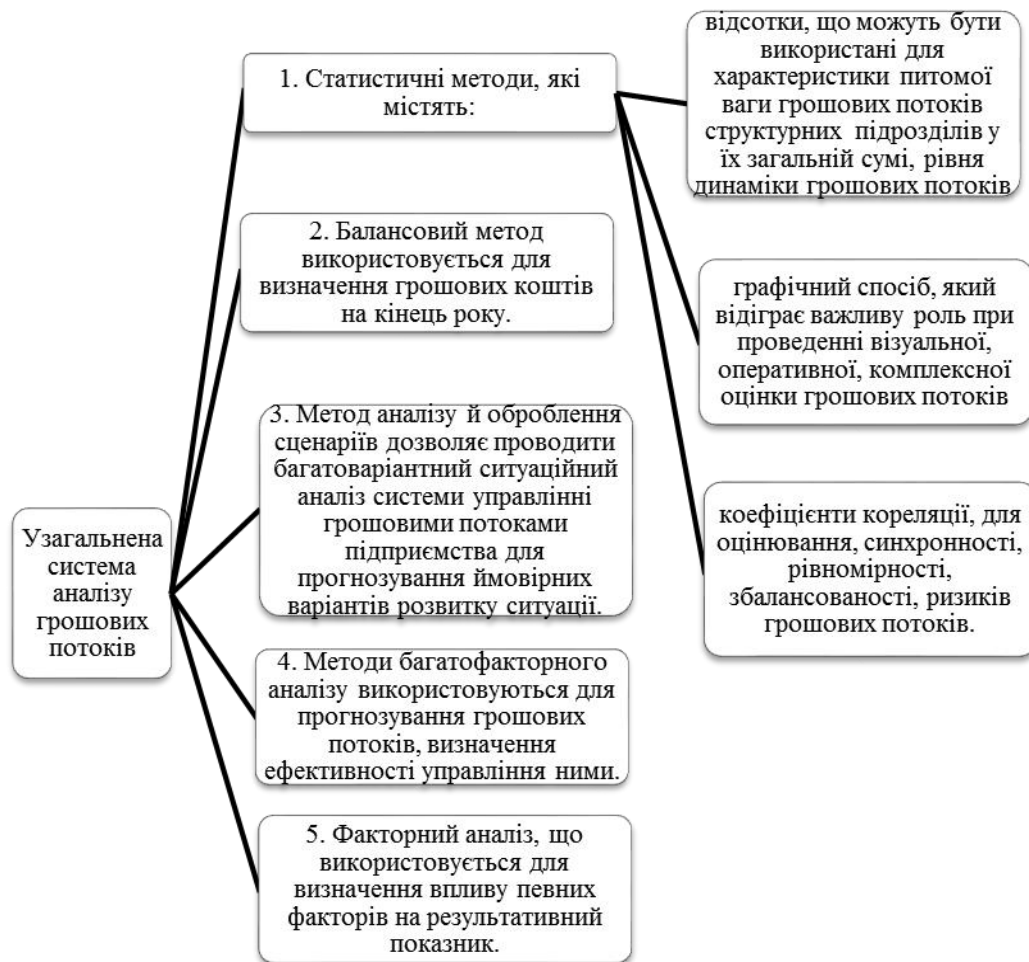 Узагальнена
система
аналізу
грошових
потоків
1. Статистичні методи, які
містять:
2. Балансовий метод
використовується для
визначення грошових коштів
на кінець року.
3. Метод аналізу й оброблення
сценаріїв дозволяє проводити
багатоваріантний ситуаційний
аналіз системи управлінні
грошовими потоками
підприємства для
прогнозування ймовірних
варіантів розвитку ситуації.
4. Методи багатофакторного
аналізу використовуються для
прогнозування грошових
потоків, визначення
ефективності управління ними.
5. Факторний аналіз, що
використовується для
визначення впливу певних
факторів на результативний
показник.
відсотки, що можуть бути
використані для
характеристики питомої
ваги грошових потоків
структурних підрозділів у
їх загальній сумі, рівня
динаміки грошових потоків
графічний спосіб, який
відіграє важливу роль при
проведенні візуальної,
оперативної, комплексної
оцінки грошових потоків
коефіцієнти кореляції, для
оцінювання, синхронності,
рівномірності,
збалансованості, ризиків
грошових потоків.